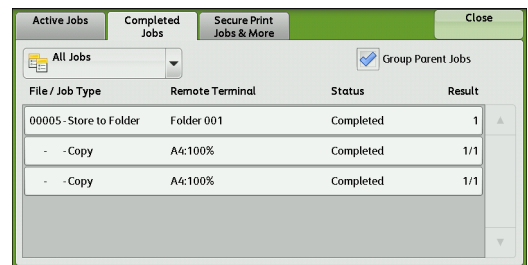 Active Jobs
Completed
Jobs
Secure Print
Jobs & More
Close
All Jobs
Group Parent Jobs
File / Job Type Remote Terminal Status Result
00005 - Store to Folder Folder 001 Completed 1
- - Copy A4:100% Completed 1/1
- - Copy A4:100% Completed 1/1